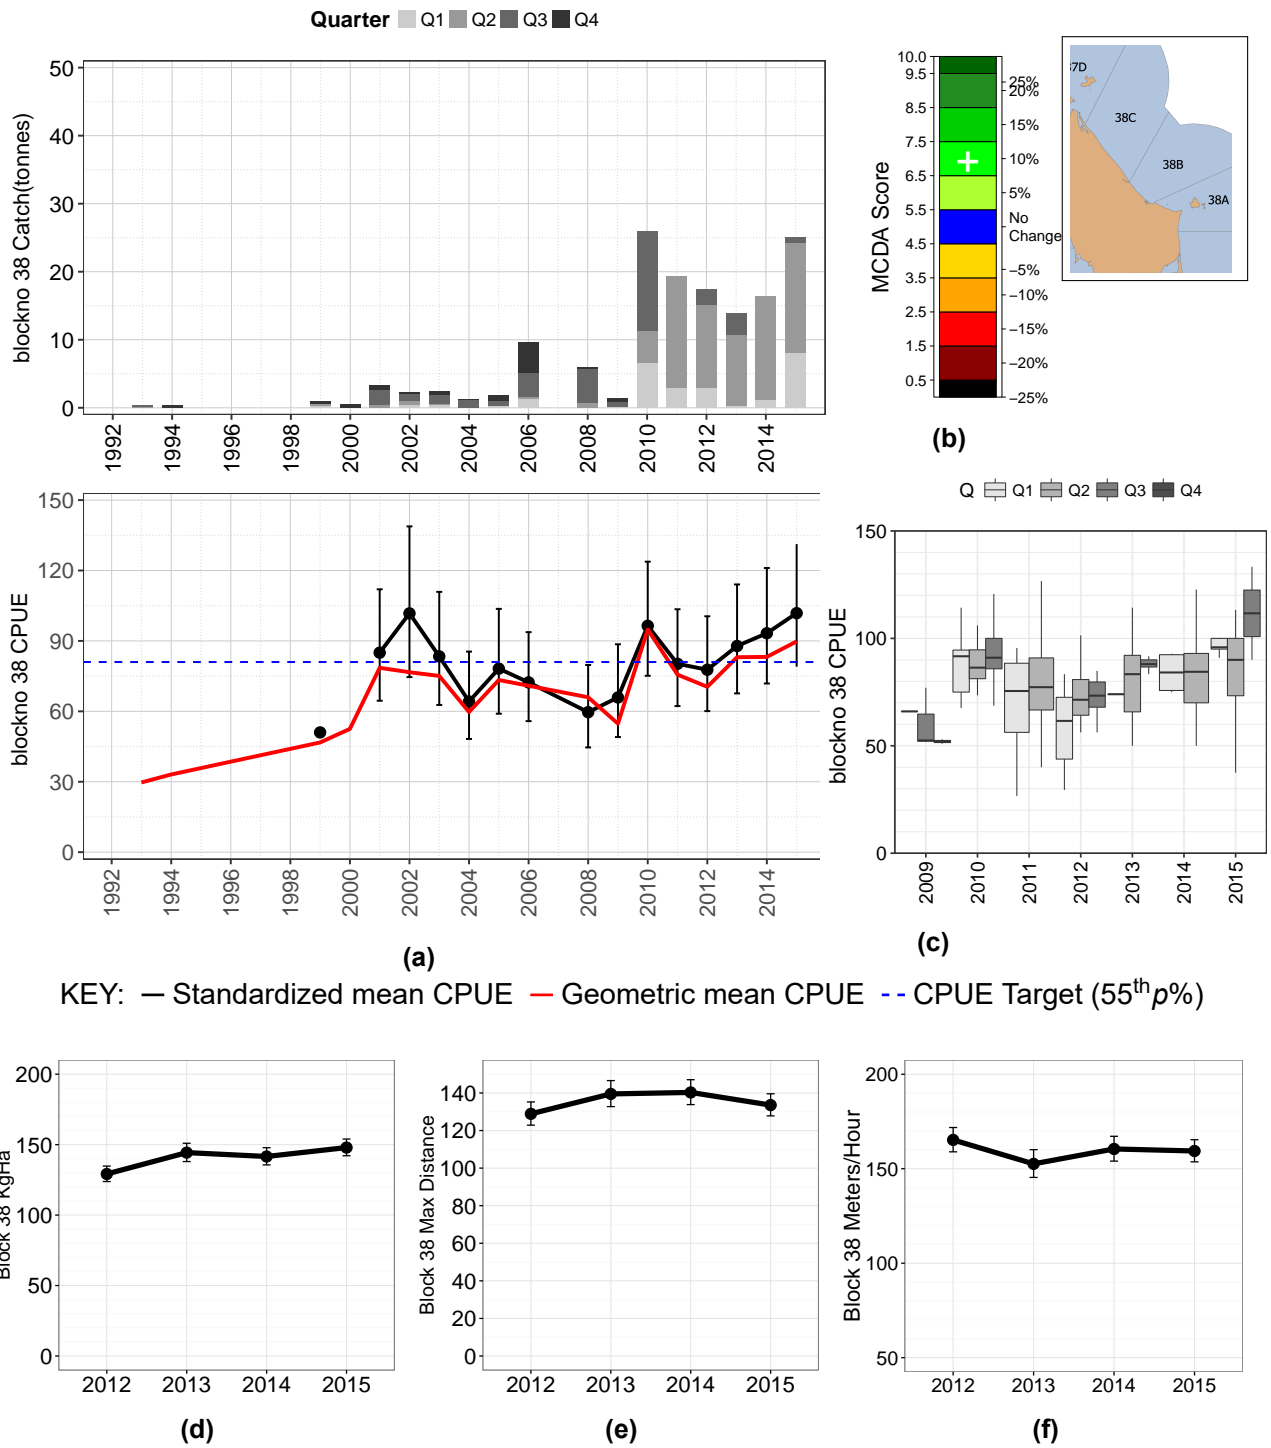 Quarter Q1 Q2 Q3 Q4
blockno 38 Catch(tonnes)
50
40
30
20
10
0
1992 1994 1996 1998 2000 2002 2004 2006 2008 2010 2012 2014
MCDA Score
10.0
9.5
8.5
7.5
6.5
5.5
4.5
3.5
2.5
1.5
0.5
25%
20%
15%
10%
5%
No
Change
−5%
−10%
−15%
−20%
−25%
37D
38C
38B
38A
(b)
blockno 38 CPUE
150
120
90
60
30
0
1992 1994 1996 1998 2000 2002 2004 2006 2008 2010 2012 2014
(a)
Q Q1 Q2 Q3 Q4
blockno 38 CPUE
150
100
50
0
2009 2010 2011 2012 2013 2014 2015
(c)
KEY: Standardized mean CPUE Geometric mean CPUE CPUE Target (55th p%)
Block 38 KgHa
200
150
100
50
0
2012 2013 2014 2015
(d)
Block 38 Max Distance
140
120
100
80
60
40
20
0
2012 2013 2014 2015
(e)
Block 38 Meters/Hour
200
150
100
50
2012 2013 2014 2015
(f)